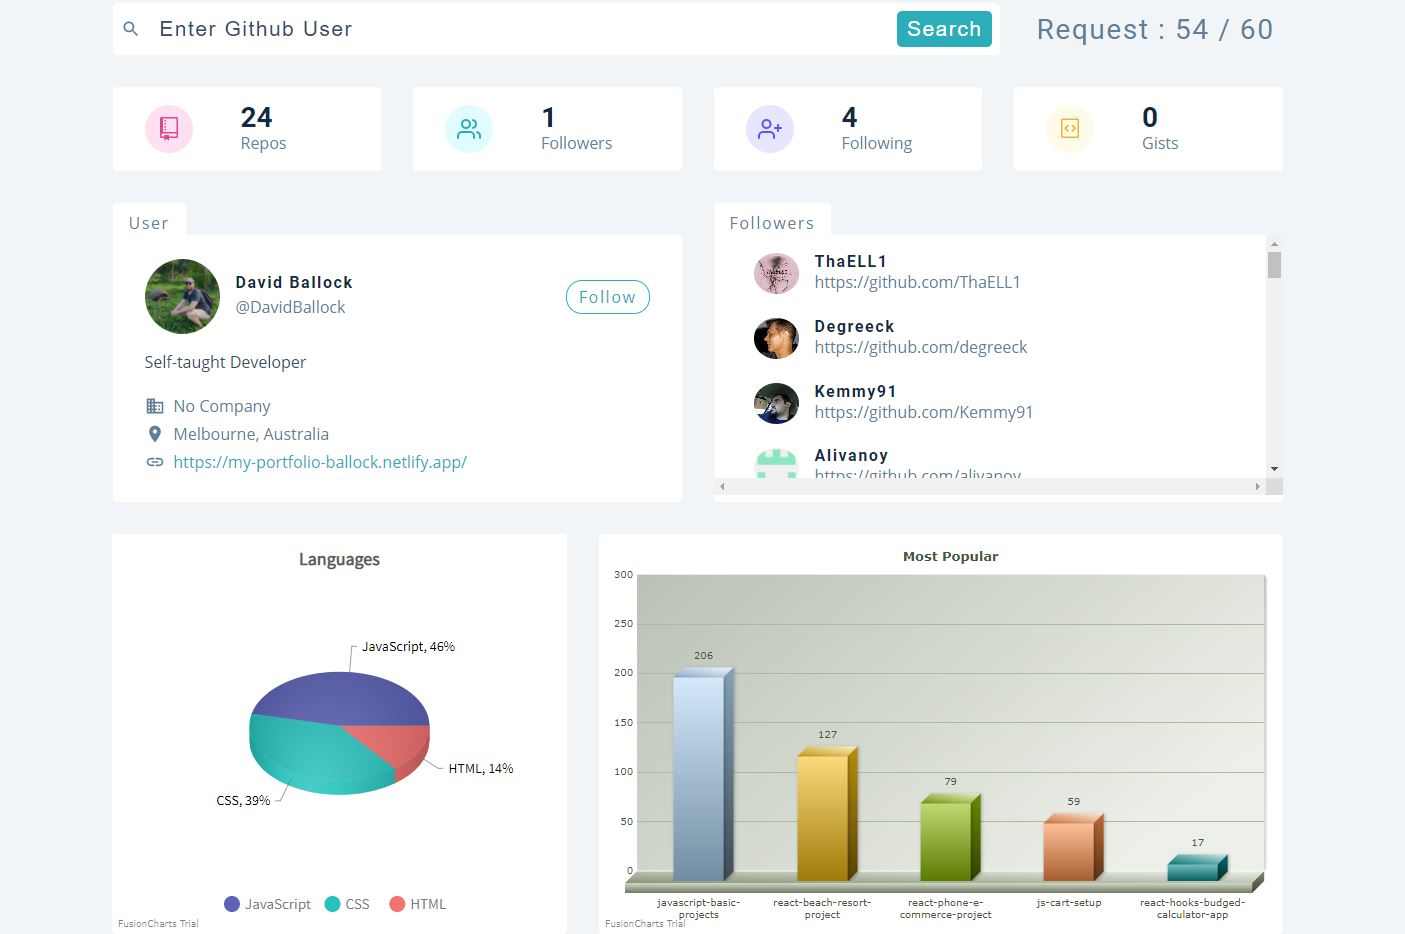 Enter Github User
Search
Request : 54 / 60
24
Repos
1
Followers
4
Following
0
Gists
User
David Ballock
@DavidBallock
Follow
Self-taught Developer
No Company
Melbourne, Australia
https://my-portfolio-ballock.netlify.app/
Followers
ThaELL1
https://github.com/ThaELL1
Degreeck
https://github.com/degreeck
Kemmy91
https://github.com/Kemmy91
Alivanoy
https://github.com/alivanoy
Languages
JavaScript, 46%
HTML, 14%
CSS, 39%
JavaScript
CSS
HTML
FusionCharts Trial
Most Popular
300
250
200
150
100
50
0
206
127
79
59
17
javascript-basic-
projects
react-beach-resort-
project
react-phone-e-
commerce-project
js-cart-setup
react-hooks-budged-
calculator-app
FusionCharts Trial